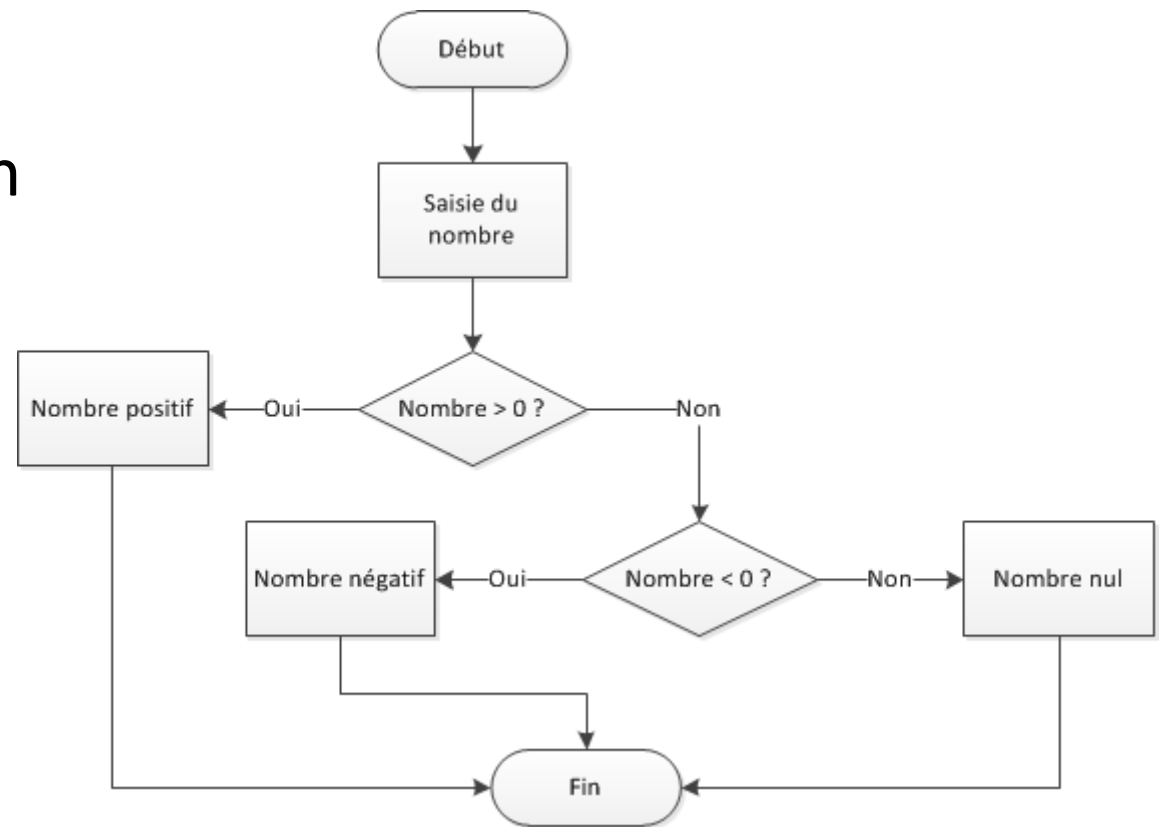 Début
n
Saisie du
nombre
Nombre positif
Oui
Nombre > 0 ?
Non
Nombre négatif
Oui
Nombre < 0 ?
Non
Nombre nul
Fin